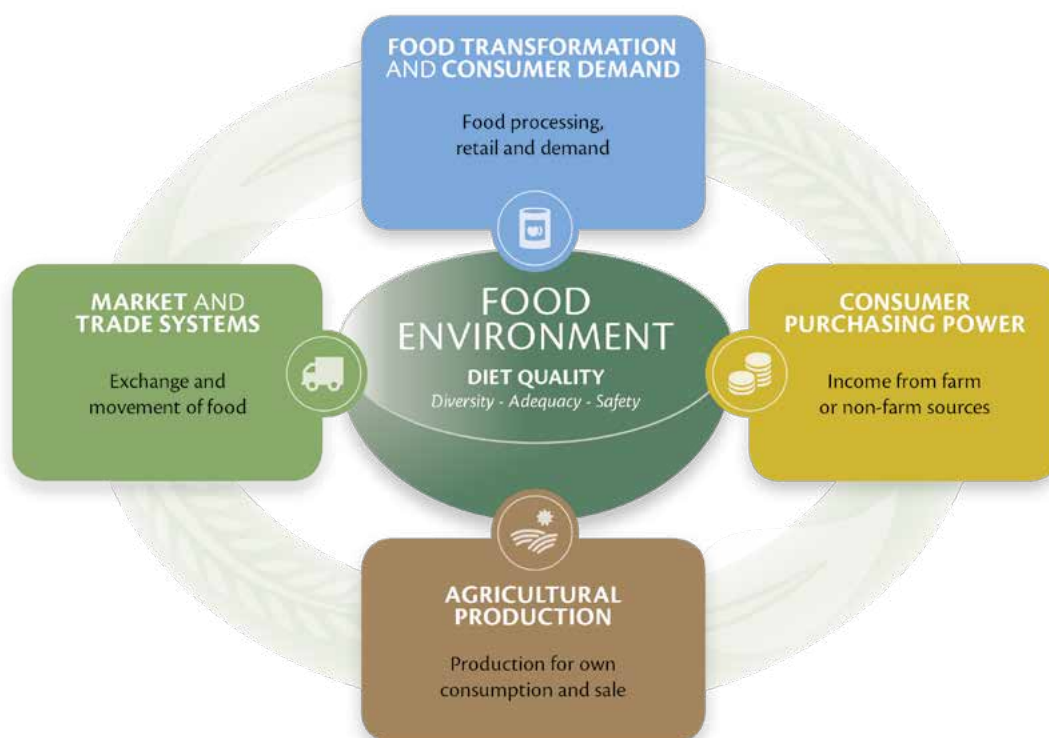 FOOD TRANSFORMATION
AND CONSUMER DEMAND
Food processing,
retail and demand
MARKET AND
TRADE SYSTEMS
Exchange and
movement of food
FOOD
ENVIRONMENT
DIET QUALITY
Diversity - Adequacy - Safety
CONSUMER
PURCHASING POWER
Income from farm
or non-farm sources
AGRICULTURAL
PRODUCTION
Production for own
consumption and sale